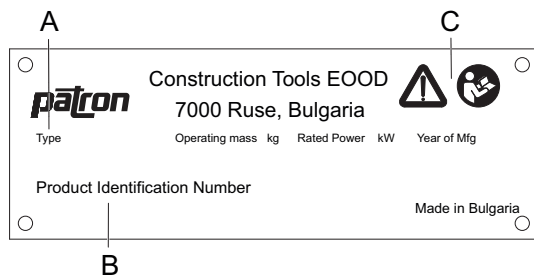 A
C
patron
Construction Tools EOOD
7000 Ruse, Bulgaria
Type Operating mass kg Rated Power kW Year of Mfg
Product Identification Number
Made in Bulgaria
B